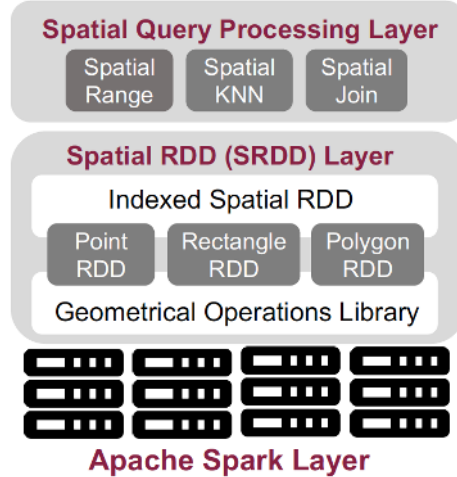 Spatial Query Processing Layer
Spatial Range
Spatial KNN
Spatial Join
Spatial RDD (SRDD) Layer
Indexed Spatial RDD
Point RDD
Rectangle RDD
Polygon RDD
Geometrical Operations Library
Apache Spark Layer